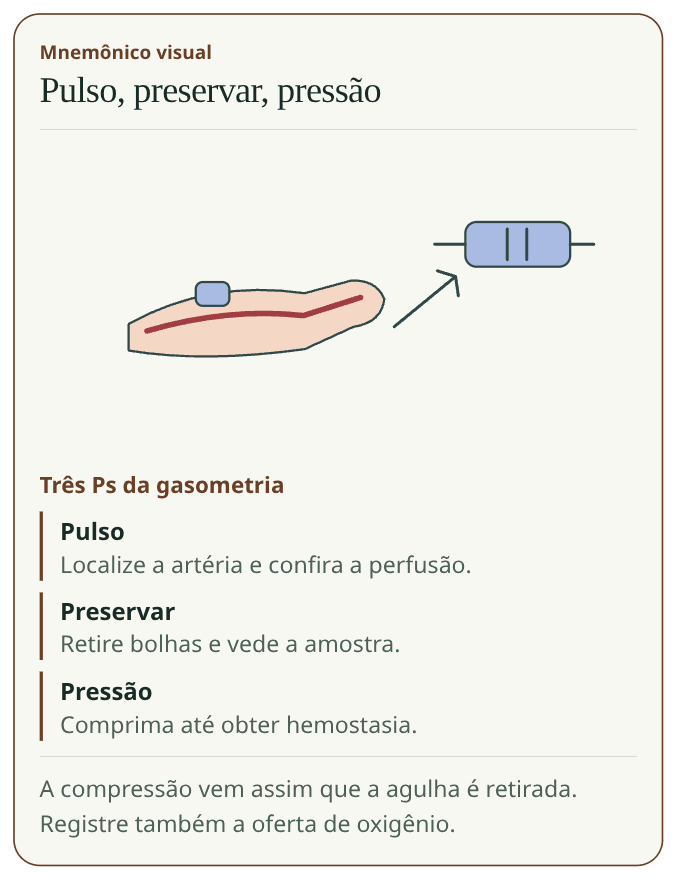 Mnemônico visual
Pulso, preservar, pressão
Três Ps da gasometria
Pulso
Localize a artéria e confira a perfusão.
Preservar
Retire bolhas e vede a amostra.
Pressão
Comprima até obter hemostasia.
A compressão vem assim que a agulha é retirada.
Registre também a oferta de oxigênio.